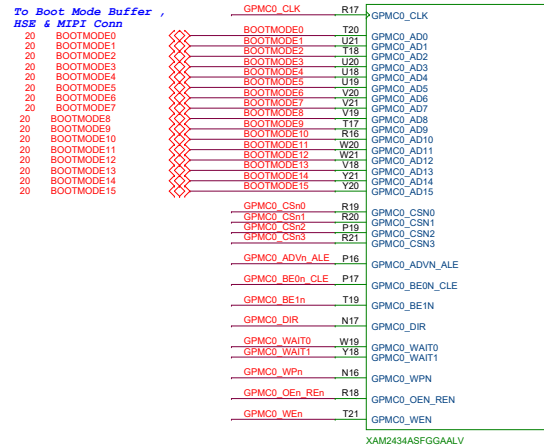 To Boot Mode Buffer ,
HSE & MIPI Conn
GPMC_CLK R17 GPMC0_CLK
20 BOOTMODE0 BOOTMODE0 T20 GPMC0_AD0
20 BOOTMODE1 BOOTMODE1 U21 GPMC0_AD1
20 BOOTMODE2 BOOTMODE2 T18 GPMC0_AD2
20 BOOTMODE3 BOOTMODE3 U20 GPMC0_AD3
20 BOOTMODE4 BOOTMODE4 U18 GPMC0_AD4
20 BOOTMODE5 BOOTMODE5 U19 GPMC0_AD5
20 BOOTMODE6 BOOTMODE6 V20 GPMC0_AD6
20 BOOTMODE7 BOOTMODE7 V21 GPMC0_AD7
20 BOOTMODE8 BOOTMODE8 V19 GPMC0_AD8
20 BOOTMODE9 BOOTMODE9 T17 GPMC0_AD9
20 BOOTMODE10 BOOTMODE10 R16 GPMC0_AD10
20 BOOTMODE11 BOOTMODE11 W20 GPMC0_AD11
20 BOOTMODE12 BOOTMODE12 W21 GPMC0_AD12
20 BOOTMODE13 BOOTMODE13 V18 GPMC0_AD13
20 BOOTMODE14 BOOTMODE14 Y21 GPMC0_AD14
20 BOOTMODE15 BOOTMODE15 Y20 GPMC0_AD15
GPMC0_CSn0 R19 GPMC0_CSN0
GPMC0_CSn1 R20 GPMC0_CSN1
GPMC0_CSn2 P19 GPMC0_CSN2
GPMC0_CSn3 R21 GPMC0_CSN3
GPMC0_ADVn_ALE P16 GPMC0_ADVN_ALE
GPMC0_BE0n_CLE P17 GPMC0_BE0N_CLE
GPMC0_BE1n T19 GPMC0_BE1N
GPMC0_DIR N17 GPMC0_DIR
GPMC0_WAIT0 W19 GPMC0_WAIT0
GPMC0_WAIT1 Y18 GPMC0_WAIT1
GPMC0_WPn N16 GPMC0_WPN
GPMC0_OEn_REn R18 GPMC0_OEN_REN
GPMC0_WEn T21 GPMC0_WEN
XAM2434ASFGGAALV